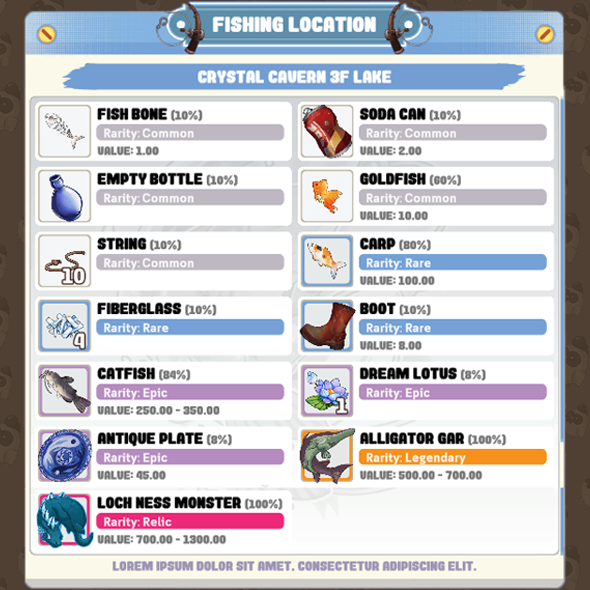 FISHING LOCATION
CRYSTAL CAVERN 3F LAKE
FISH BONE (10%)
Rarity: Common
VALUE: 1.00
SODA CAN (10%)
Rarity: Common
VALUE: 2.00
EMPTY BOTTLE (10%)
Rarity: Common
GOLDFISH (60%)
Rarity: Common
VALUE: 10.00
STRING (10%)
Rarity: Common
10
CARP (80%)
Rarity: Rare
VALUE: 100.00
FIBERGLASS (10%)
Rarity: Rare
4
BOOT (10%)
Rarity: Rare
VALUE: 8.00
CATFISH (84%)
Rarity: Epic
VALUE: 250.00 - 350.00
DREAM LOTUS (8%)
Rarity: Epic
1
ANTIQUE PLATE (8%)
Rarity: Epic
VALUE: 45.00
ALLIGATOR GAR (100%)
Rarity: Legendary
VALUE: 500.00 - 700.00
LOCH NESS MONSTER (100%)
Rarity: Relic
VALUE: 700.00 - 1300.00
LOREM IPSUM DOLOR SIT AMET, CONSECTETUR ADIPISCING ELIT.